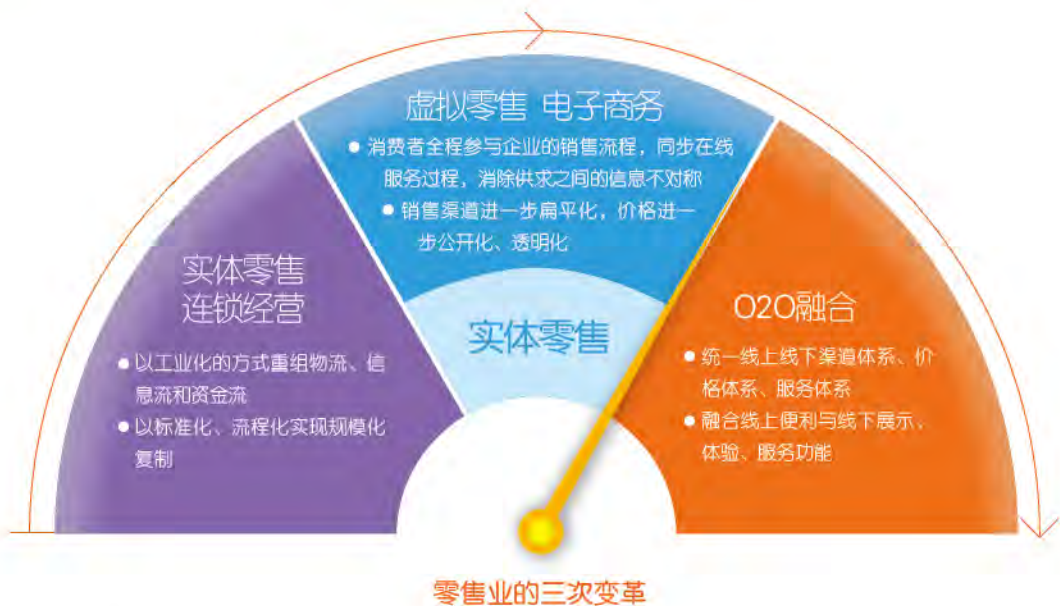 虚拟零售 电子商务
● 消费者全程参与企业的销售流程，同步在线
服务过程，消除供求之间的信息不对称
● 销售渠道进一步扁平化，价格进一
步公开化、透明化
实体零售
连锁经营
● 以工业化的方式重组物流、信
息流和资金流
● 以标准化、流程化实现规模化
复制
实体零售
O2O融合
● 统一线上线下渠道体系、价
格体系、服务体系
● 融合线上便利与线下展示、
体验、服务功能
零售业的三次变革